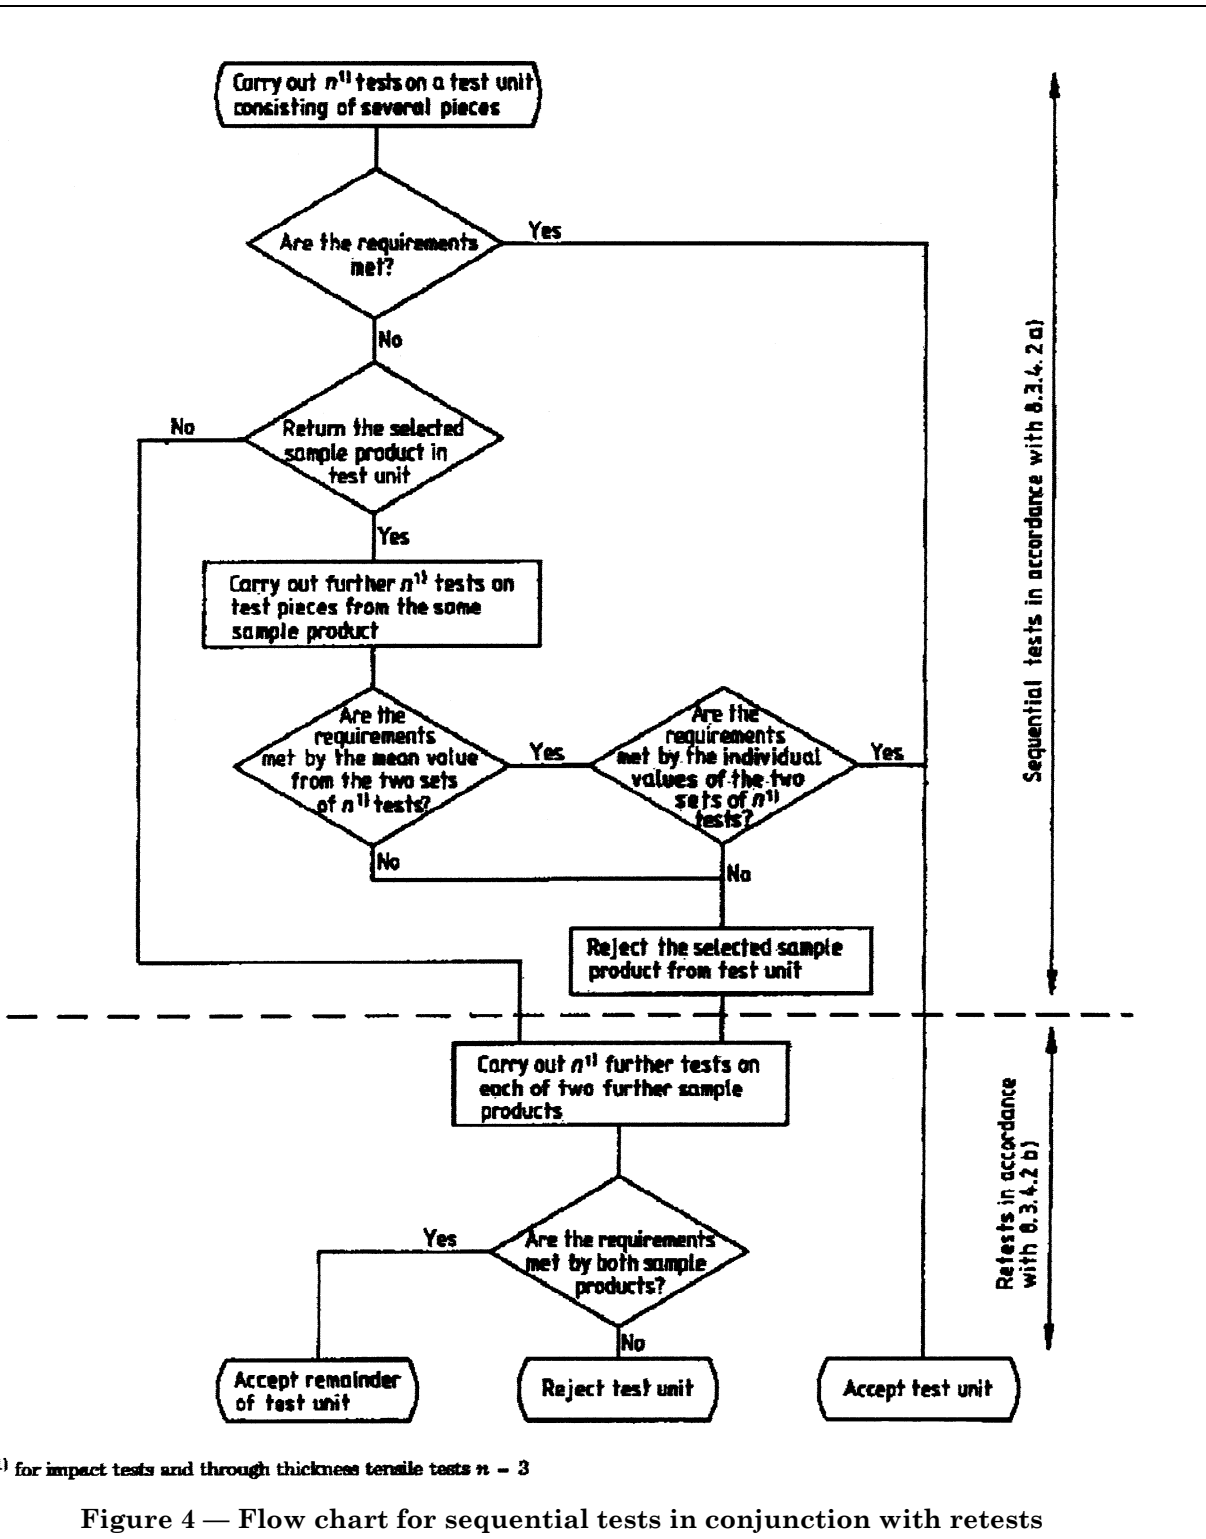 Carry out n¹⁾ tests on a test unit
consisting of several pieces
Are the requirements
met?
Yes
No
Return the selected
sample product in
test unit
No
Yes
Carry out further n¹⁾ tests on
test pieces from the same
sample product
Are the
requirements
met by the mean value
from the two sets
of n¹⁾ tests?
Yes
No
Are the
requirements
met by the individual
values of the two
sets of n¹⁾
tests?
Yes
No
Reject the selected sample
product from test unit
Sequential tests in accordance with 8.3.4.2a)
Carry out n¹⁾ further tests on
each of two further sample
products
Are the requirements
met by both sample
products?
Yes
No
Retests in accordance
with 8.3.4.2 b)
Accept remainder
of test unit
Reject test unit
Accept test unit
¹⁾ for impact tests and through thickness tensile tests n = 3
Figure 4 — Flow chart for sequential tests in conjunction with retests